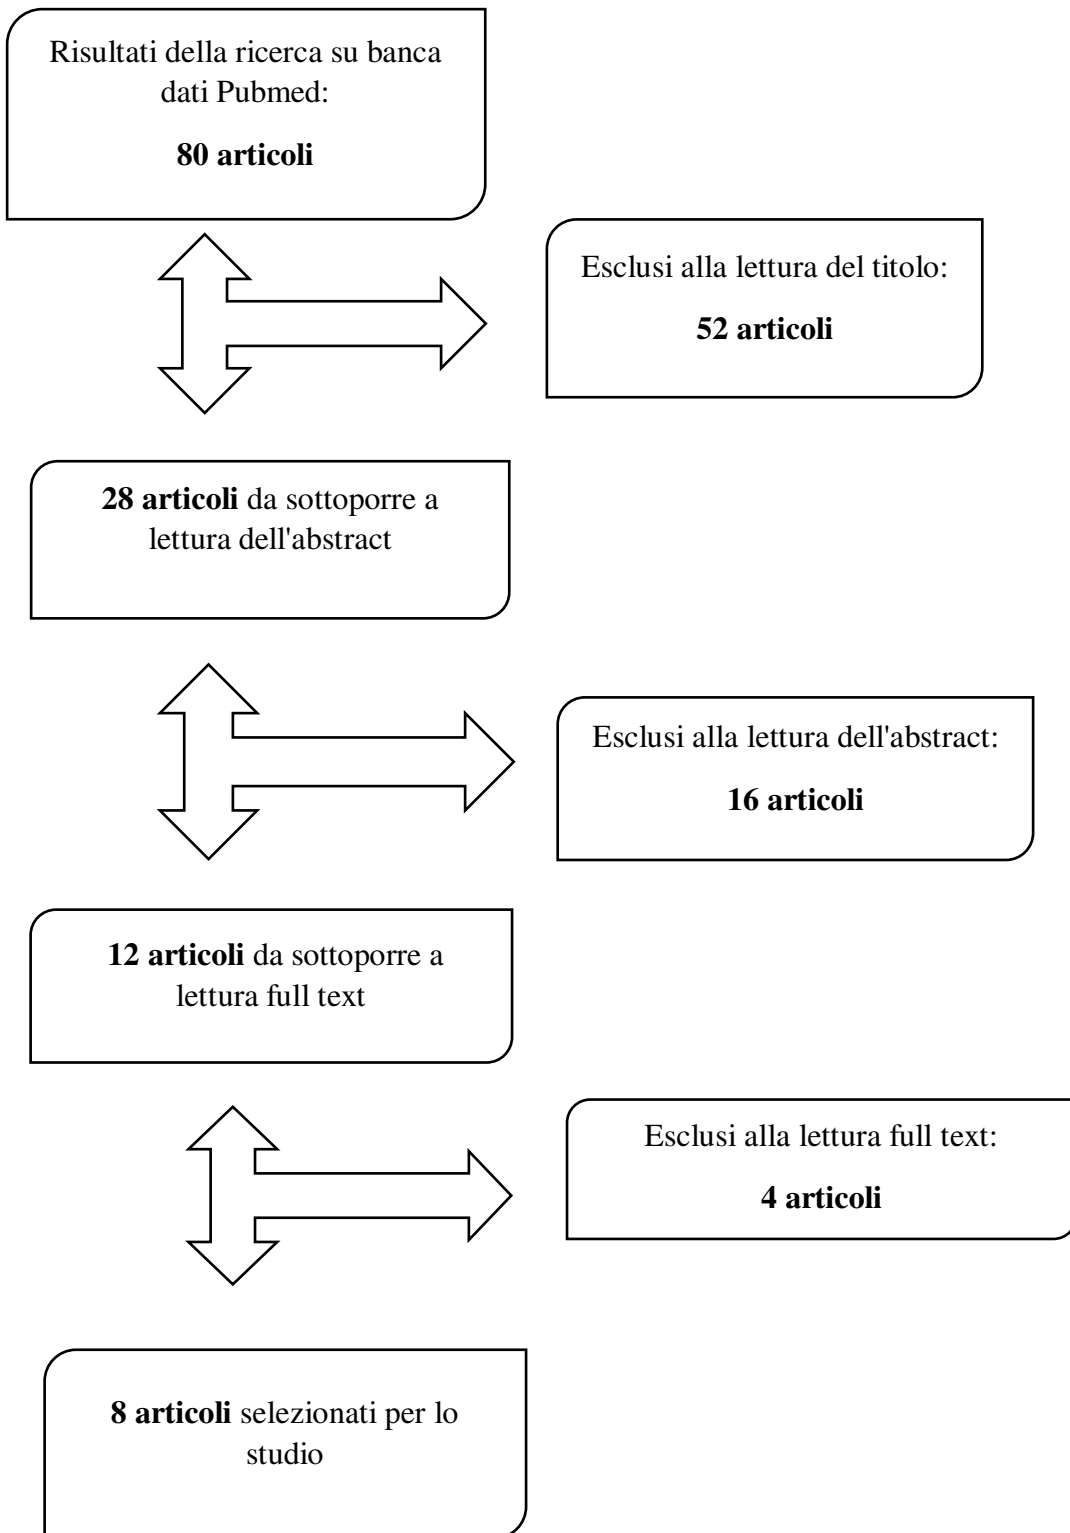 Risultati della ricerca su banca
dati Pubmed:
80 articoli
Esclusi alla lettura del titolo:
52 articoli
28 articoli da sottoporre a
lettura dell'abstract
Esclusi alla lettura dell'abstract:
16 articoli
12 articoli da sottoporre a
lettura full text
Esclusi alla lettura full text:
4 articoli
8 articoli selezionati per lo
studio